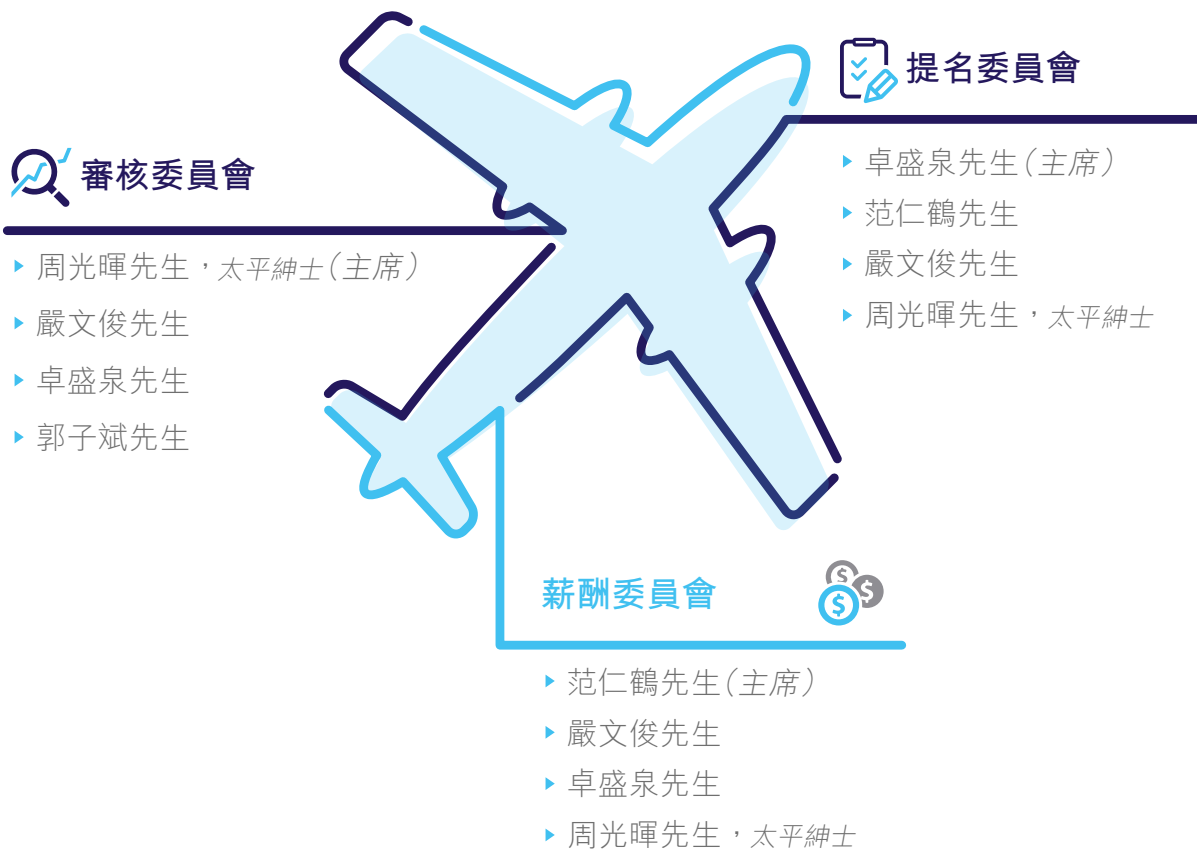 審核委員會
周光暉先生，太平紳士(主席)
嚴文俊先生
卓盛泉先生
郭子斌先生
提名委員會
卓盛泉先生(主席)
范仁鶴先生
嚴文俊先生
周光暉先生，太平紳士
薪酬委員會
$
$
$
范仁鶴先生(主席)
嚴文俊先生
卓盛泉先生
周光暉先生，太平紳士